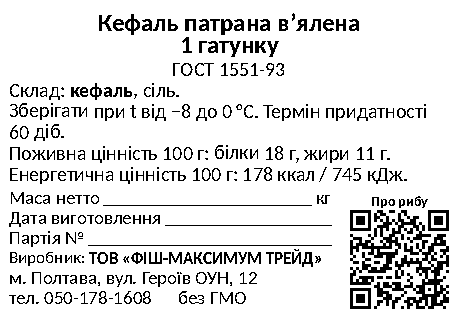 Кефаль патрана в’ялена
1 гатунку
ГОСТ 1551-93
Склад: кефаль, сіль.
Зберігати при t від −8 до 0 °С. Термін придатності
60 діб.
Поживна цінність 100 г: білки 18 г, жири 11 г.
Енергетична цінність 100 г: 178 ккал / 745 кДж.
Маса нетто ____________________ кг
Дата виготовлення ________________
Партія № ________________________
Про рибу
Виробник: ТОВ «ФІШ-МАКСИМУМ ТРЕЙД»
м. Полтава, вул. Героїв ОУН, 12
тел. 050-178-1608 без ГМО